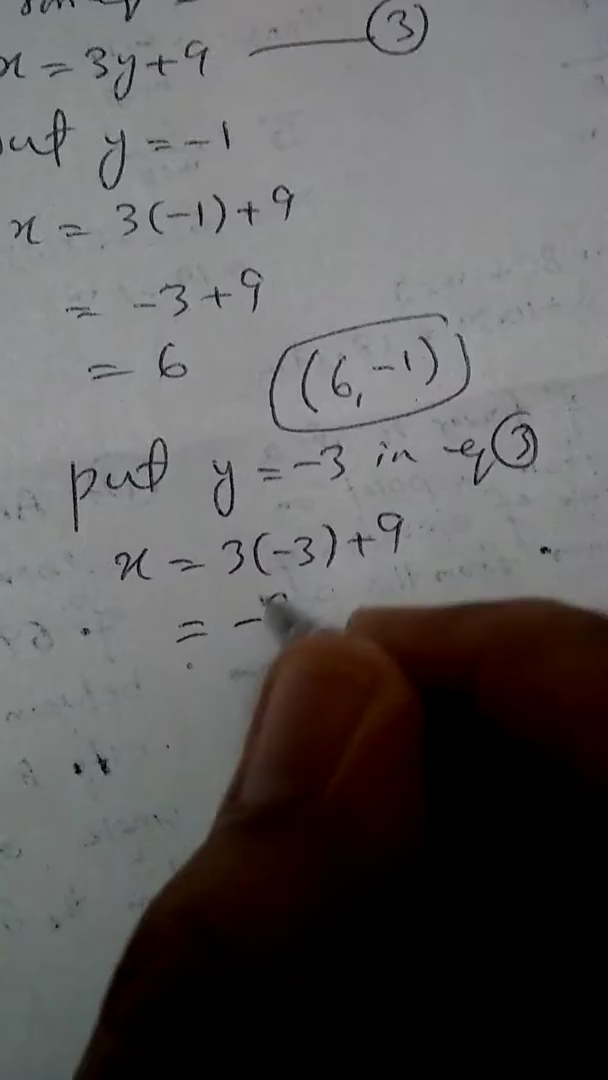 x = 3y+9 ——— ③
put y = -1
x = 3(-1)+9
= -3+9
= 6 (6,-1)
put y = -3 in eq ③
x = 3(-3)+9
= -